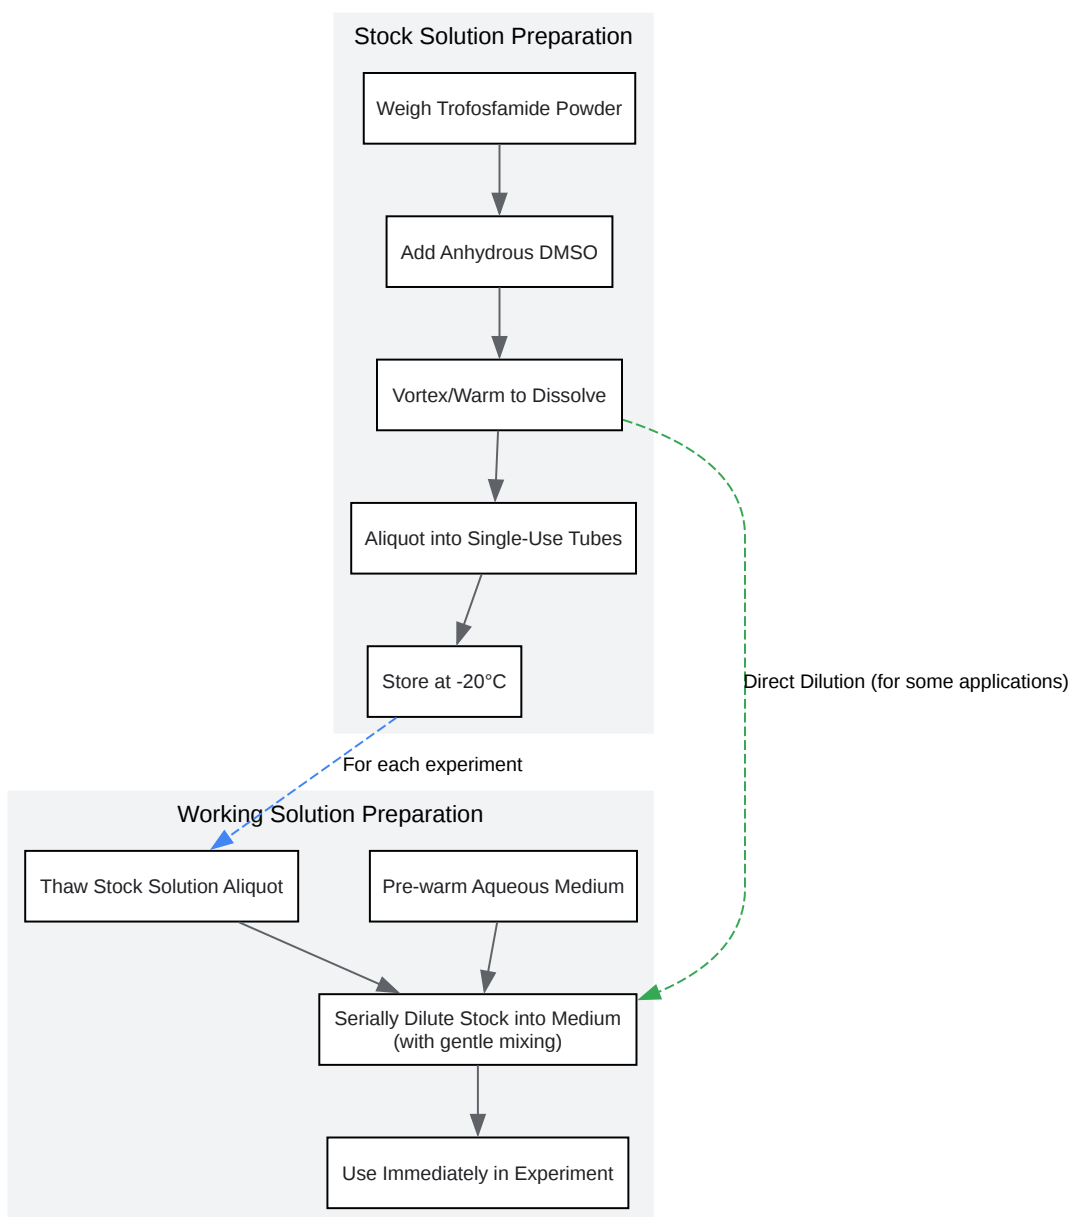 Stock Solution Preparation
Weigh Trofosfamide Powder
Add Anhydrous DMSO
Vortex/Warm to Dissolve
Aliquot into Single-Use Tubes
Store at -20°C
Direct Dilution (for some applications)
For each experiment
Working Solution Preparation
Thaw Stock Solution Aliquot
Pre-warm Aqueous Medium
Serially Dilute Stock into Medium
(with gentle mixing)
Use Immediately in Experiment